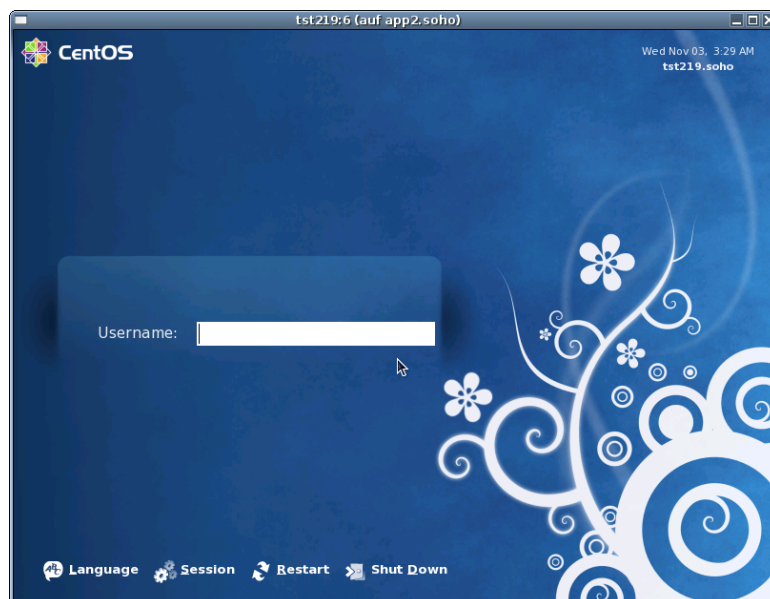 tst219:6 (auf app2.soho)
CentOS
Wed Nov 03, 3:29 AM
tst219.soho
Username:
Language Session Restart Shut Down